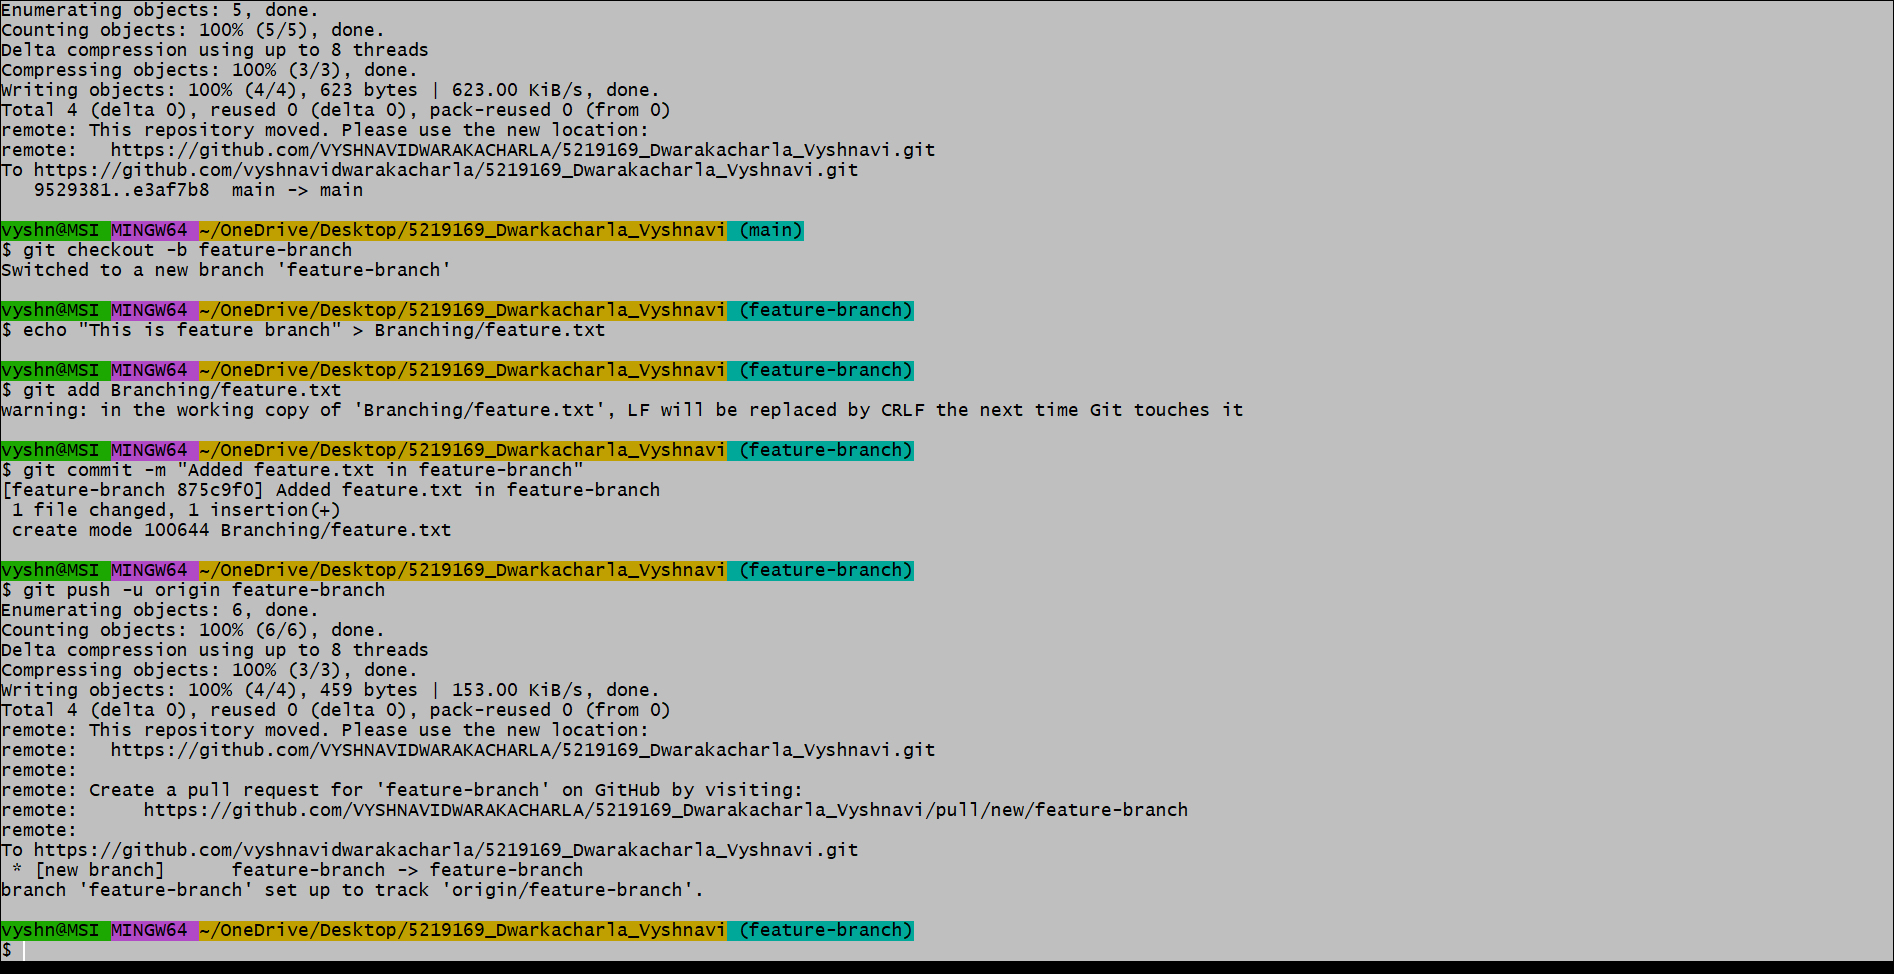 Enumerating objects: 5, done.
Counting objects: 100% (5/5), done.
Delta compression using up to 8 threads
Compressing objects: 100% (3/3), done.
Writing objects: 100% (4/4), 623 bytes | 623.00 KiB/s, done.
Total 4 (delta 0), reused 0 (delta 0), pack-reused 0 (from 0)
remote: This repository moved. Please use the new location:
remote:   https://github.com/VYSHNAVIDWARAKACHARLA/5219169_Dwarakacharla_Vyshnavi.git
To https://github.com/vyshnavidwarakacharla/5219169_Dwarakacharla_Vyshnavi.git
   9529381..e3af7b8  main -> main

vyshn@MSI MINGW64 ~/OneDrive/Desktop/5219169_Dwarkacharla_Vyshnavi (main)
$ git checkout -b feature-branch
Switched to a new branch 'feature-branch'

vyshn@MSI MINGW64 ~/OneDrive/Desktop/5219169_Dwarkacharla_Vyshnavi (feature-branch)
$ echo "This is feature branch" > Branching/feature.txt

vyshn@MSI MINGW64 ~/OneDrive/Desktop/5219169_Dwarkacharla_Vyshnavi (feature-branch)
$ git add Branching/feature.txt
warning: in the working copy of 'Branching/feature.txt', LF will be replaced by CRLF the next time Git touches it

vyshn@MSI MINGW64 ~/OneDrive/Desktop/5219169_Dwarkacharla_Vyshnavi (feature-branch)
$ git commit -m "Added feature.txt in feature-branch"
[feature-branch 875c9f0] Added feature.txt in feature-branch
 1 file changed, 1 insertion(+)
 create mode 100644 Branching/feature.txt

vyshn@MSI MINGW64 ~/OneDrive/Desktop/5219169_Dwarkacharla_Vyshnavi (feature-branch)
$ git push -u origin feature-branch
Enumerating objects: 6, done.
Counting objects: 100% (6/6), done.
Delta compression using up to 8 threads
Compressing objects: 100% (3/3), done.
Writing objects: 100% (4/4), 459 bytes | 153.00 KiB/s, done.
Total 4 (delta 0), reused 0 (delta 0), pack-reused 0 (from 0)
remote: This repository moved. Please use the new location:
remote:   https://github.com/VYSHNAVIDWARAKACHARLA/5219169_Dwarakacharla_Vyshnavi.git
remote:
remote: Create a pull request for 'feature-branch' on GitHub by visiting:
remote:      https://github.com/VYSHNAVIDWARAKACHARLA/5219169_Dwarakacharla_Vyshnavi/pull/new/feature-branch
remote:
To https://github.com/vyshnavidwarakacharla/5219169_Dwarakacharla_Vyshnavi.git
 * [new branch]      feature-branch -> feature-branch
branch 'feature-branch' set up to track 'origin/feature-branch'.

vyshn@MSI MINGW64 ~/OneDrive/Desktop/5219169_Dwarkacharla_Vyshnavi (feature-branch)
$